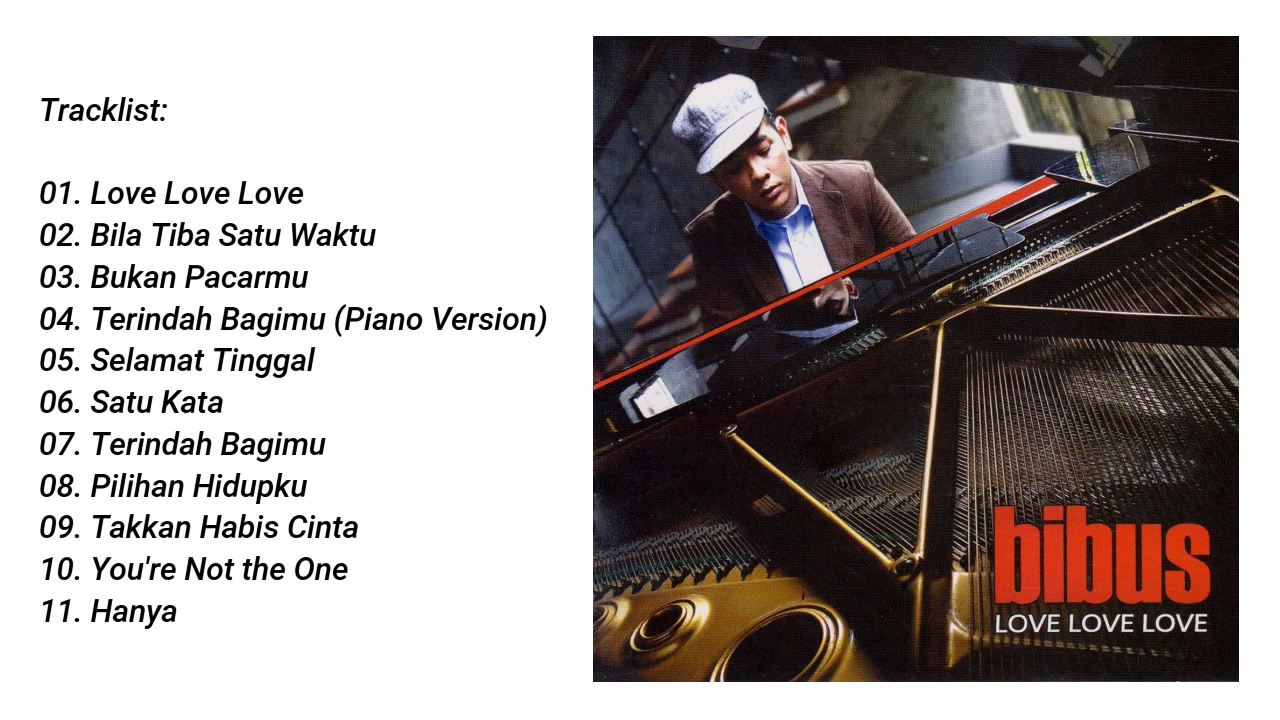 Tracklist:
01. Love Love Love
02. Bila Tiba Satu Waktu
03. Bukan Pacarmu
04. Terindah Bagimu (Piano Version)
05. Selamat Tinggal
06. Satu Kata
07. Terindah Bagimu
08. Pilihan Hidupku
09. Takkan Habis Cinta
10. You're Not the One
11. Hanya
bibus
LOVE LOVE LOVE